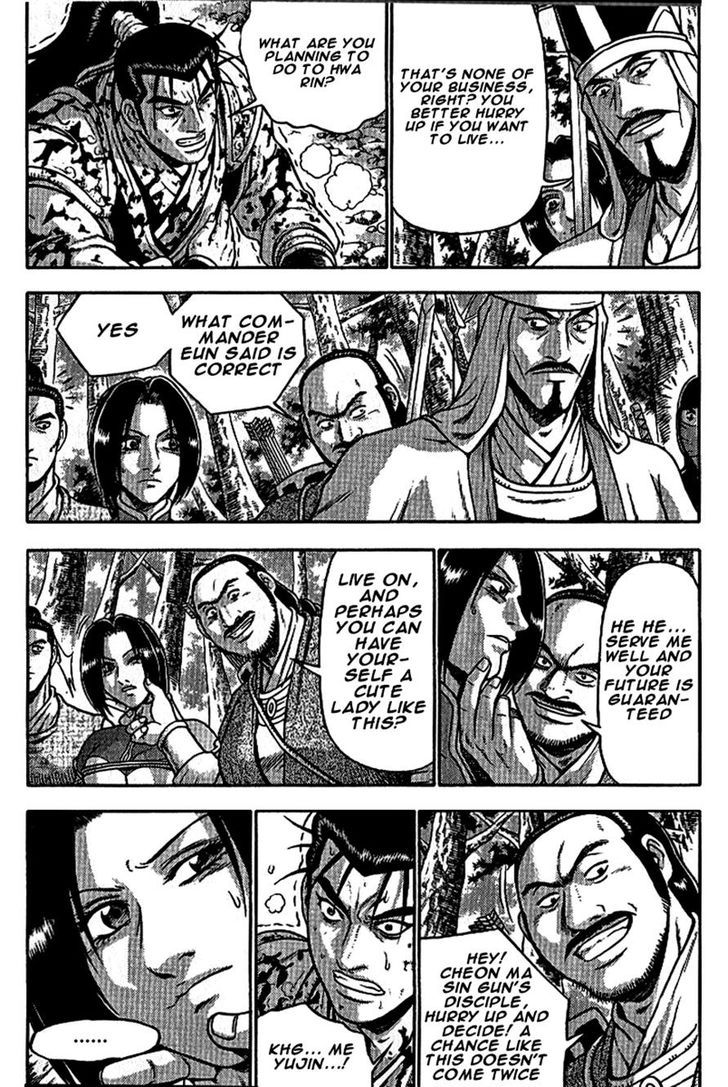 WHAT ARE YOU
PLANNING TO
DO TO HWA
RIN?
THAT'S NONE OF
YOUR BUSINESS,
RIGHT? YOU
BETTER HURRY
UP IF YOU WANT
TO LIVE...
YES
WHAT COM-
MANDER
EUN SAID IS
CORRECT
LIVE ON,
AND
PERHAPS
YOU CAN
HAVE
YOUR-
SELF A
CUTE
LADY LIKE
THIS?
HE HE...
SERVE ME
WELL AND
YOUR
FUTURE IS
GUARAN-
TEED
......
KHG... ME
YUJIN...!
HEY!
CHEON MA
SIN GUN'S
DISCIPLE,
HURRY UP AND
DECIDE! A
CHANCE LIKE
THIS DOESN'T
COME TWICE